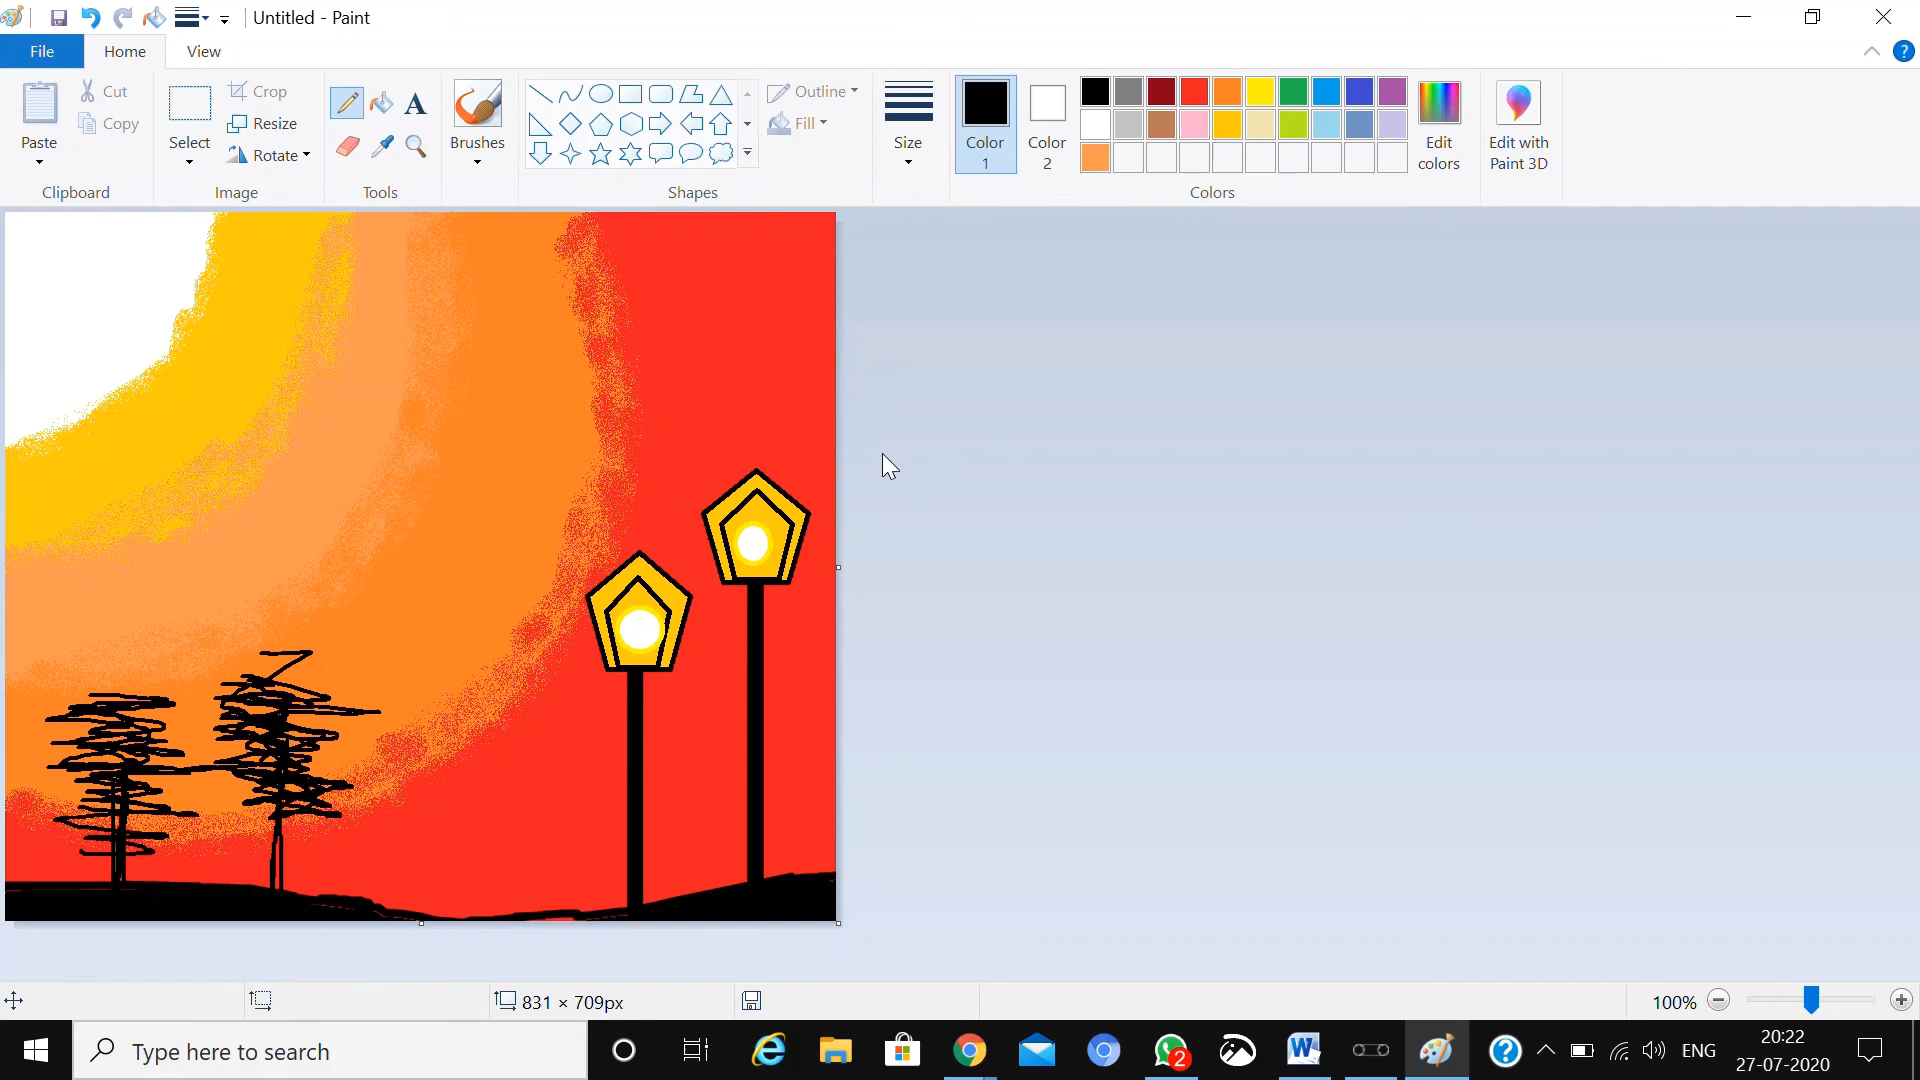 Untitled - Paint
File
Home
View
Paste
Cut
Copy
Clipboard
Select
Crop
Resize
Rotate
Image
A
Tools
Brushes
Outline
Fill
Shapes
Size
Color
1
Color
2
Colors
Edit
colors
Edit with
Paint 3D
?
831 × 709px
100%
Type here to search
2
W
?
ENG
20:22
27-07-2020